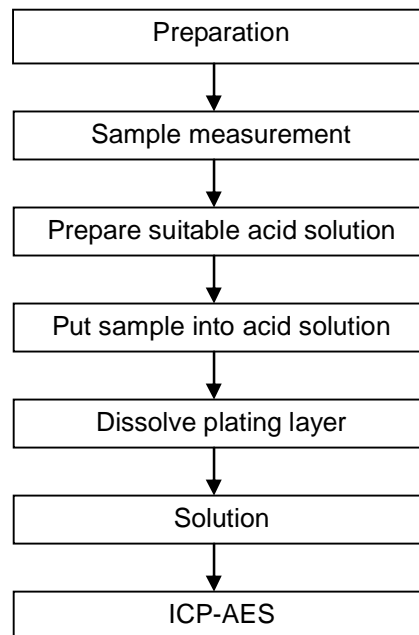 Preparation
Sample measurement
Prepare suitable acid solution
Put sample into acid solution
Dissolve plating layer
Solution
ICP-AES